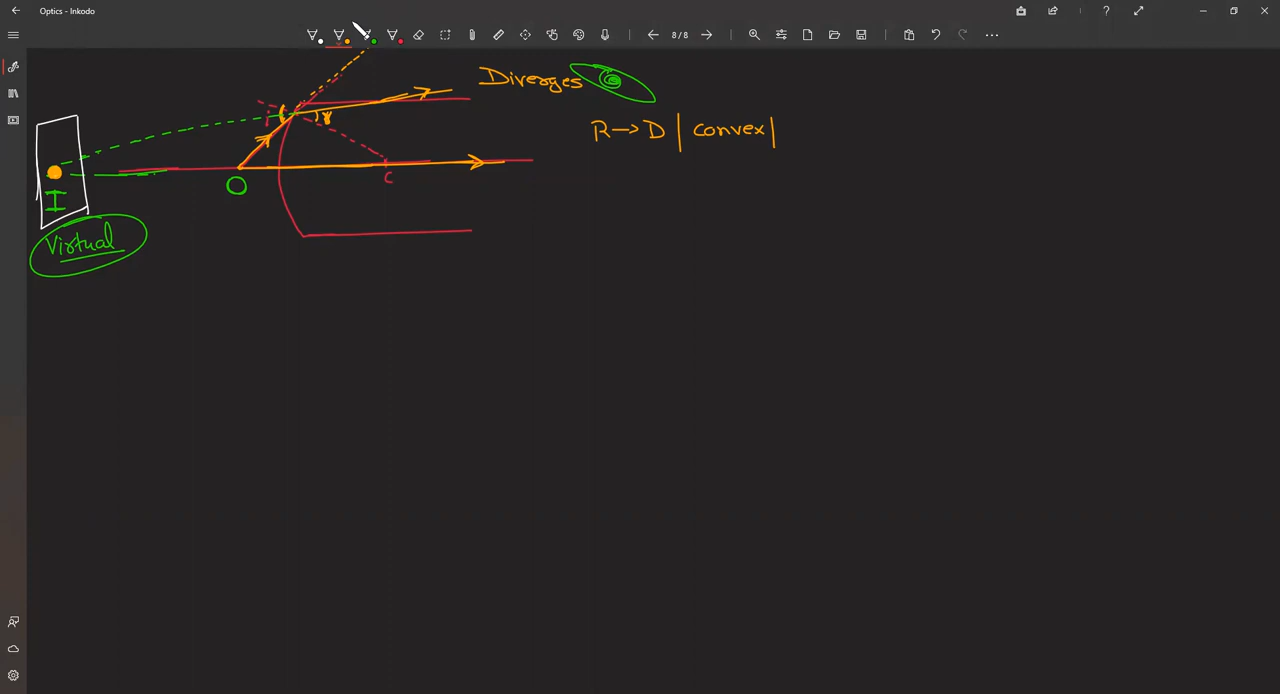 Optics - Inkodo
8/8
Diverges
R → D | convex |
r
C
O
I
Virtual